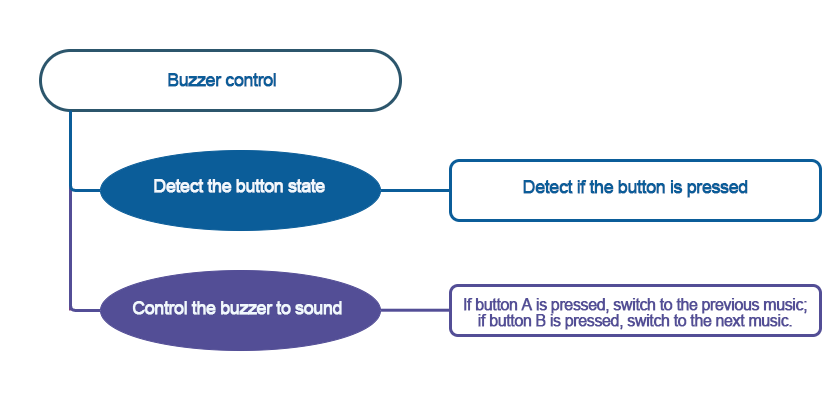 Buzzer control
Detect the button state
Detect if the button is pressed
Control the buzzer to sound
If button A is pressed, switch to the previous music;
if button B is pressed, switch to the next music.